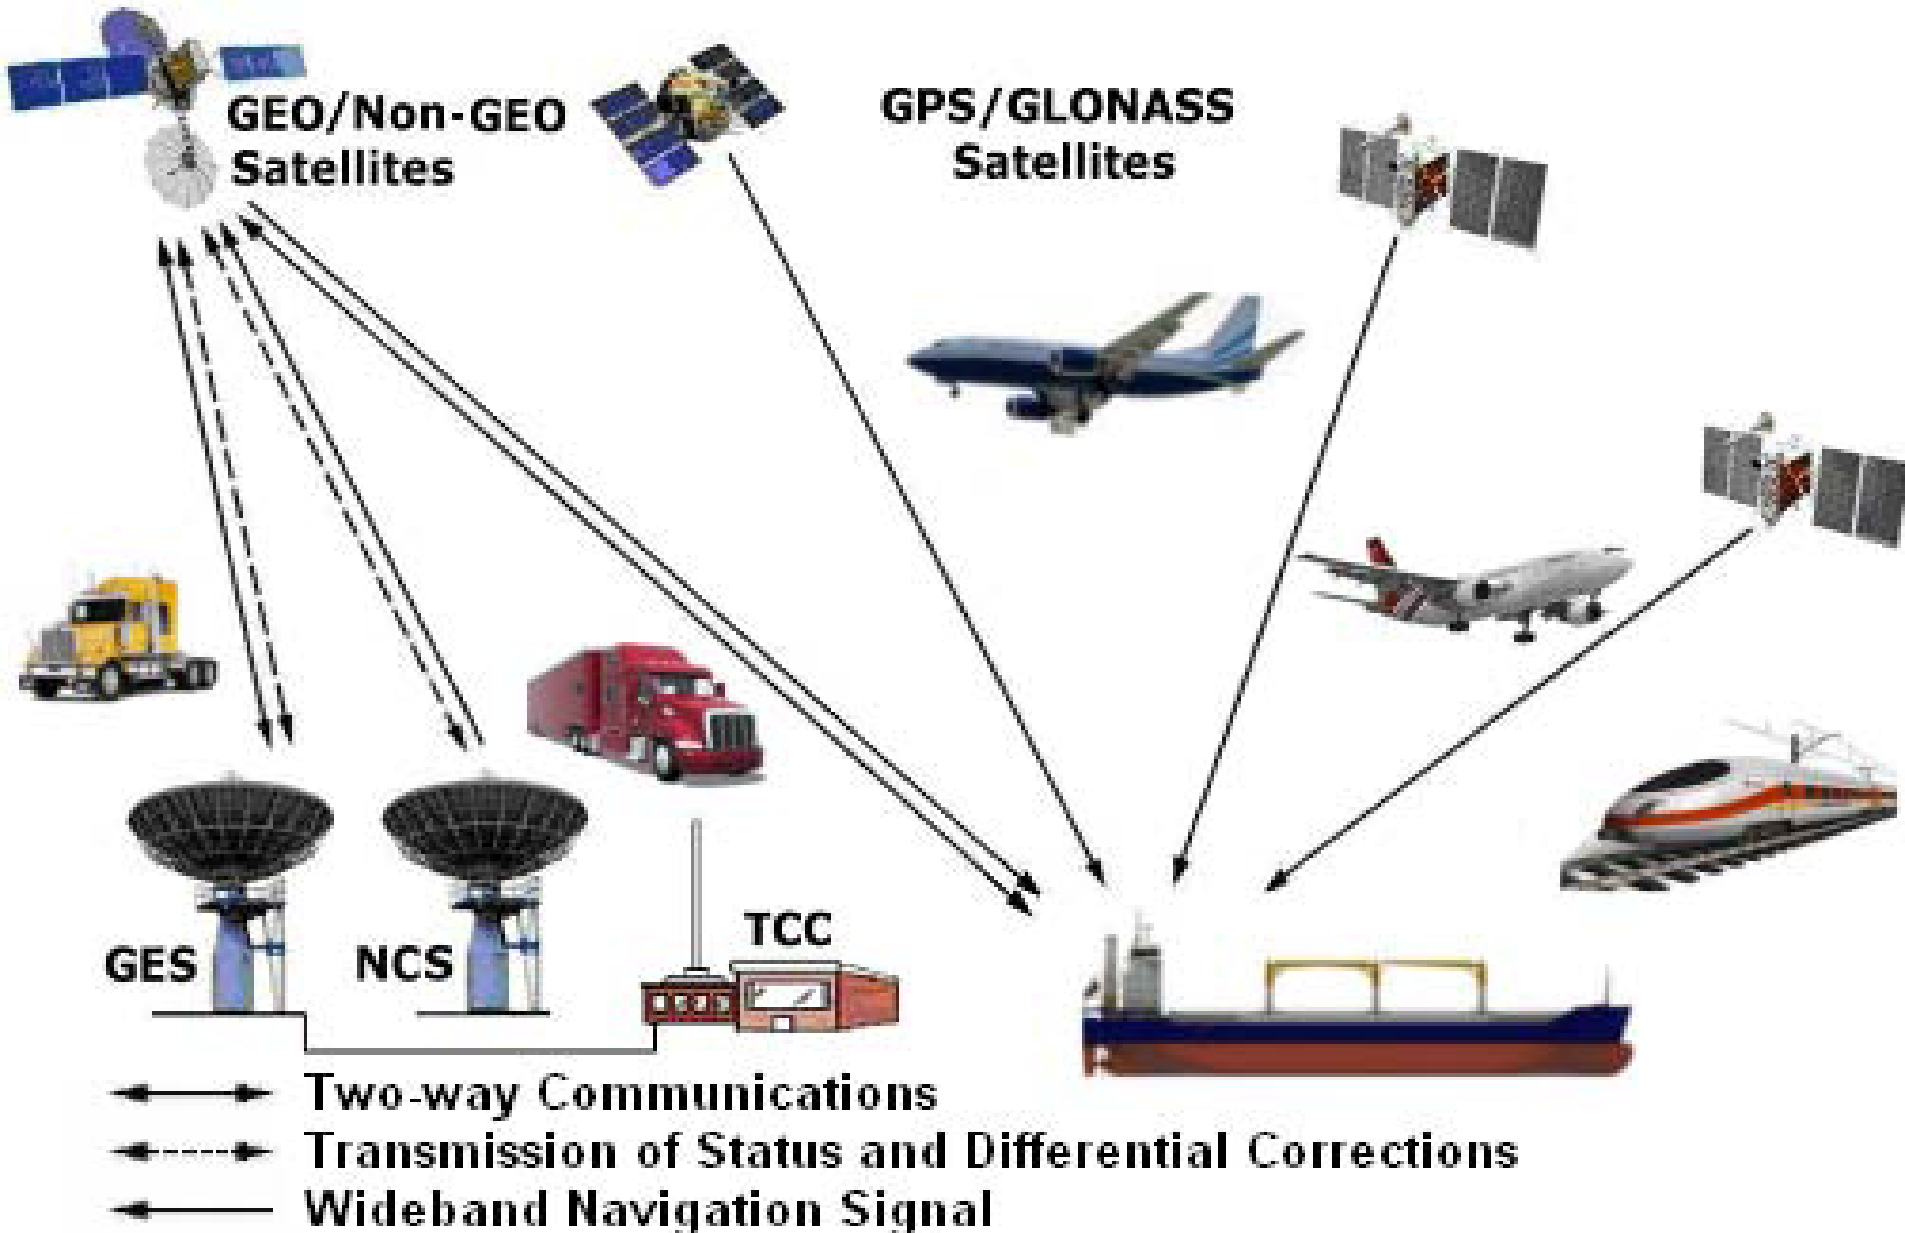 GEO/Non-GEO
Satellites
GPS/GLONASS
Satellites
GES
NCS
TCC
Two-way Communications
Transmission of Status and Differential Corrections
Wideband Navigation Signal